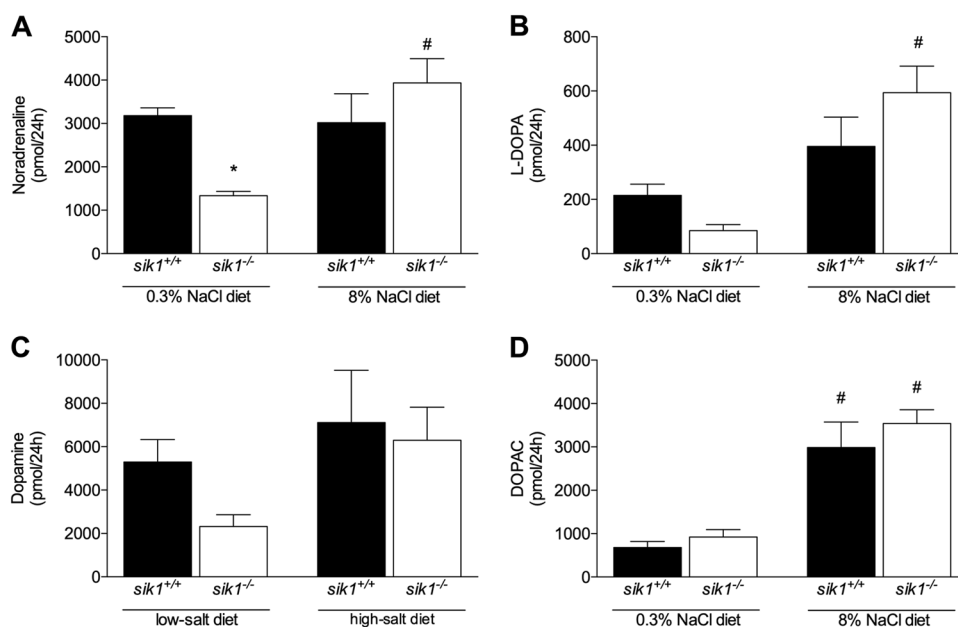 A
Noradrenaline
(pmol/24h)
5000
4000
3000
2000
1000
0
*
#
sik1+/+ sik1-/- sik1+/+ sik1-/-
0.3% NaCl diet 8% NaCl diet
B
L-DOPA
(pmol/24h)
800
600
400
200
0
#
sik1+/+ sik1-/- sik1+/+ sik1-/-
0.3% NaCl diet 8% NaCl diet
C
Dopamine
(pmol/24h)
10000
8000
6000
4000
2000
0
sik1+/+ sik1-/- sik1+/+ sik1-/-
low-salt diet high-salt diet
D
DOPAC
(pmol/24h)
5000
4000
3000
2000
1000
0
# #
sik1+/+ sik1-/- sik1+/+ sik1-/-
0.3% NaCl diet 8% NaCl diet